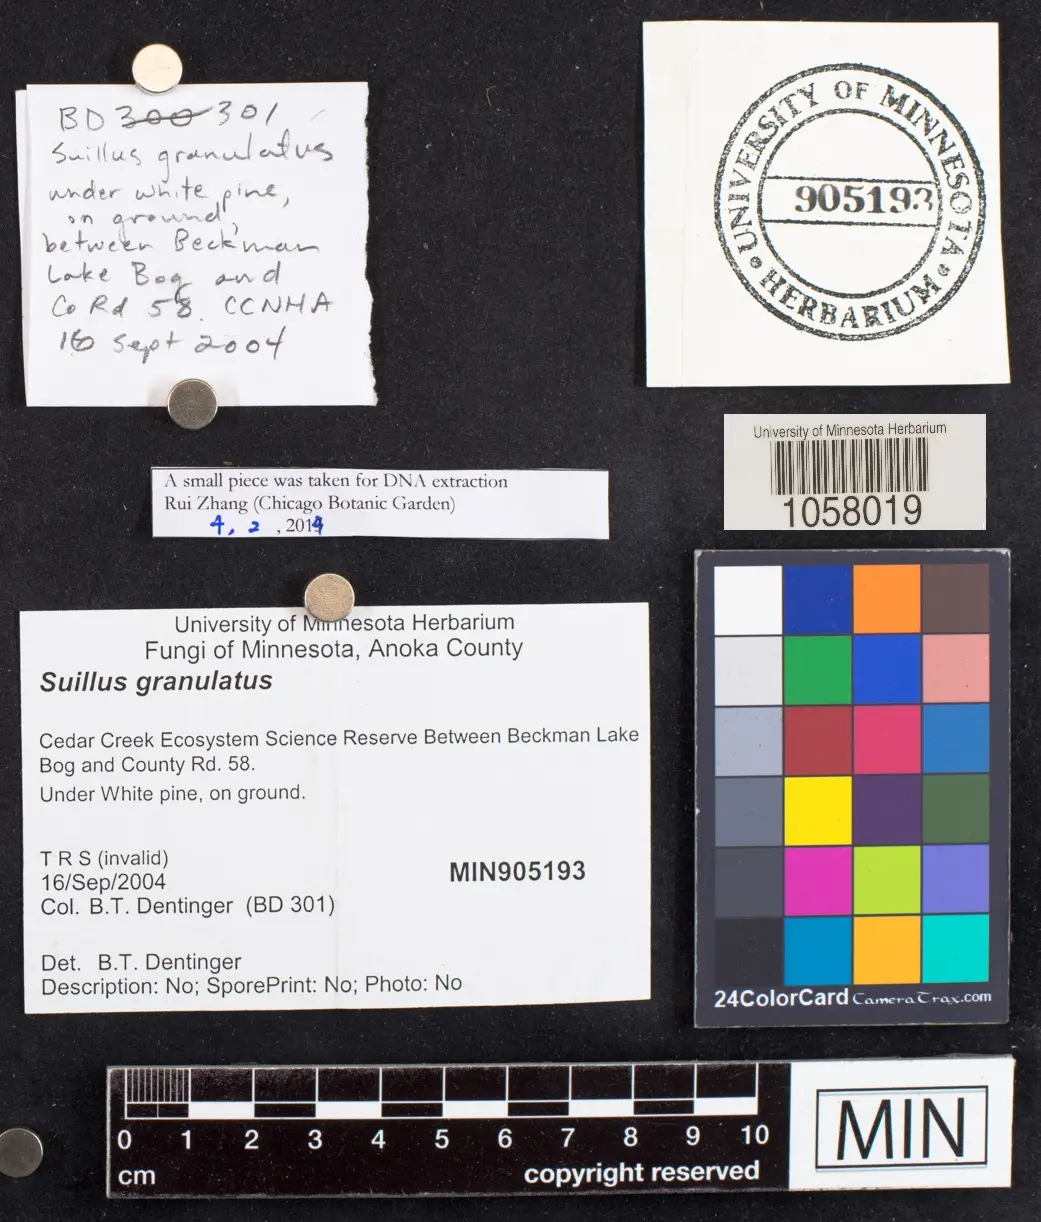 BD 300 301
Suillus granulatus
under white pine,
on ground,
between Beckman
Lake Bog and
Co Rd 58. CCNHA
16 Sept 2004
UNIVERSITY OF MINNESOTA
905193
• HERBARIUM •
University of Minnesota Herbarium
1058019
A small piece was taken for DNA extraction
Rui Zhang (Chicago Botanic Garden)
4, 2 , 2014
University of Minnesota Herbarium
Fungi of Minnesota, Anoka County
Suillus granulatus
Cedar Creek Ecosystem Science Reserve Between Beckman Lake
Bog and County Rd. 58.
Under White pine, on ground.
T R S (invalid)
16/Sep/2004
MIN905193
Col. B.T. Dentinger (BD 301)
Det. B.T. Dentinger
Description: No; SporePrint: No; Photo: No
24ColorCard CameraTrax.com
0 1 2 3 4 5 6 7 8 9 10
cm
copyright reserved
MIN